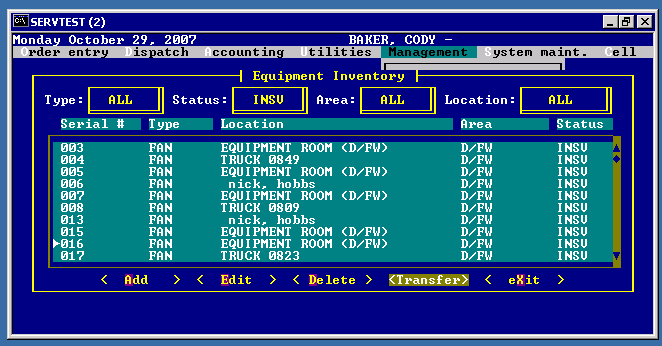 C:\ SERVTEST (2)
Monday October 29, 2007 BAKER, CODY –
Order entry Dispatch Accounting Utilities Management System maint. Cell
Equipment Inventory
Type: ALL Status: INSV Area: ALL Location: ALL
Serial # Type Location Area Status
003 FAN EQUIPMENT ROOM (D/FW) D/FW INSV
004 FAN TRUCK 0849 D/FW INSV
005 FAN EQUIPMENT ROOM (D/FW) D/FW INSV
006 FAN nick, hobbs D/FW INSV
007 FAN EQUIPMENT ROOM (D/FW) D/FW INSV
008 FAN TRUCK 0809 D/FW INSV
013 FAN nick, hobbs D/FW INSV
015 FAN EQUIPMENT ROOM (D/FW) D/FW INSV
016 FAN EQUIPMENT ROOM (D/FW) D/FW INSV
017 FAN TRUCK 0823 D/FW INSV
< Add > < Edit > < Delete > <Transfer> < eXit >